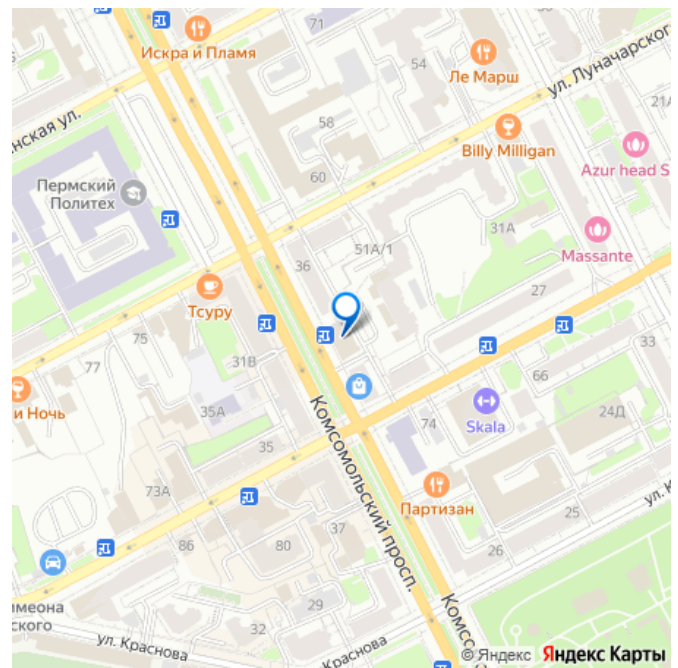 71
Искра и Пламя
54
Ле Марш
ул. Луначарского
21А
нская ул.
58
Billy Milligan
Azur head S
60
Пермский
Политех
51А/1
31А
Massante
36
Тсуру
27
75
77
31В
33
и Ночь
35А
66
Skala
24Д
74
35
Комсомольский просп.
Партизан
73А
37
25
ул. К
86
80
26
29
имеона
ского
32
ул. Краснова
Краснова
Комсо
© Яндекс Яндекс Карты